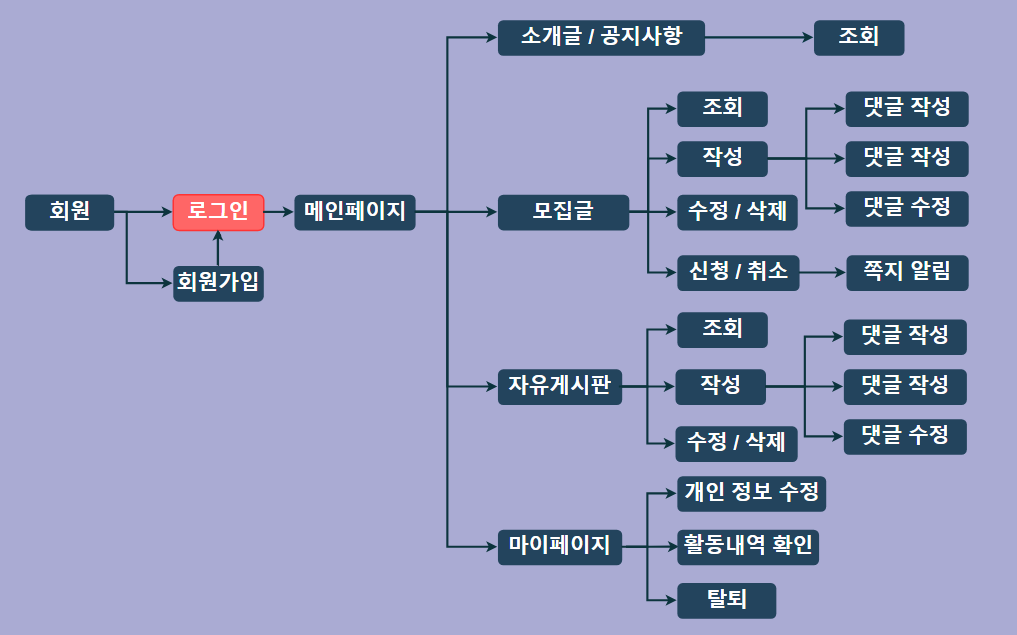 회원
로그인
회원가입
메인페이지
소개글 / 공지사항
조회
모집글
조회
작성
댓글 작성
댓글 작성
댓글 수정
수정 / 삭제
신청 / 취소
쪽지 알림
자유게시판
조회
작성
댓글 작성
댓글 작성
댓글 수정
수정 / 삭제
마이페이지
개인 정보 수정
활동내역 확인
탈퇴